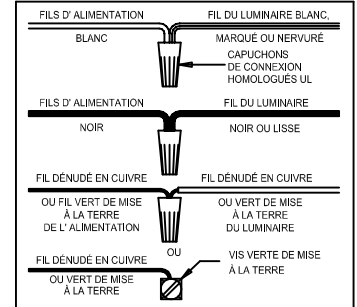 FILS D' ALIMENTATION
FIL DU LUMINAIRE BLANC,
BLANC
MARQUÉ OU NERVURÉ
CAPUCHONS
DE CONNEXION
HOMOLOGUÉS UL
FILS D' ALIMENTATION
FIL DU LUMINAIRE
NOIR
NOIR OU LISSE
FIL DÉNUDÉ EN CUIVRE
FIL DÉNUDÉ EN CUIVRE
OU FIL VERT DE MISE
À LA TERRE
DE L' ALIMENTATION
OU VERT DE MISE
À LA TERRE
DU LUMINAIRE
OU
FIL DÉNUDÉ EN CUIVRE
OU VERT DE MISE
À LA TERRE
VIS VERTE DE MISE
À LA TERRE